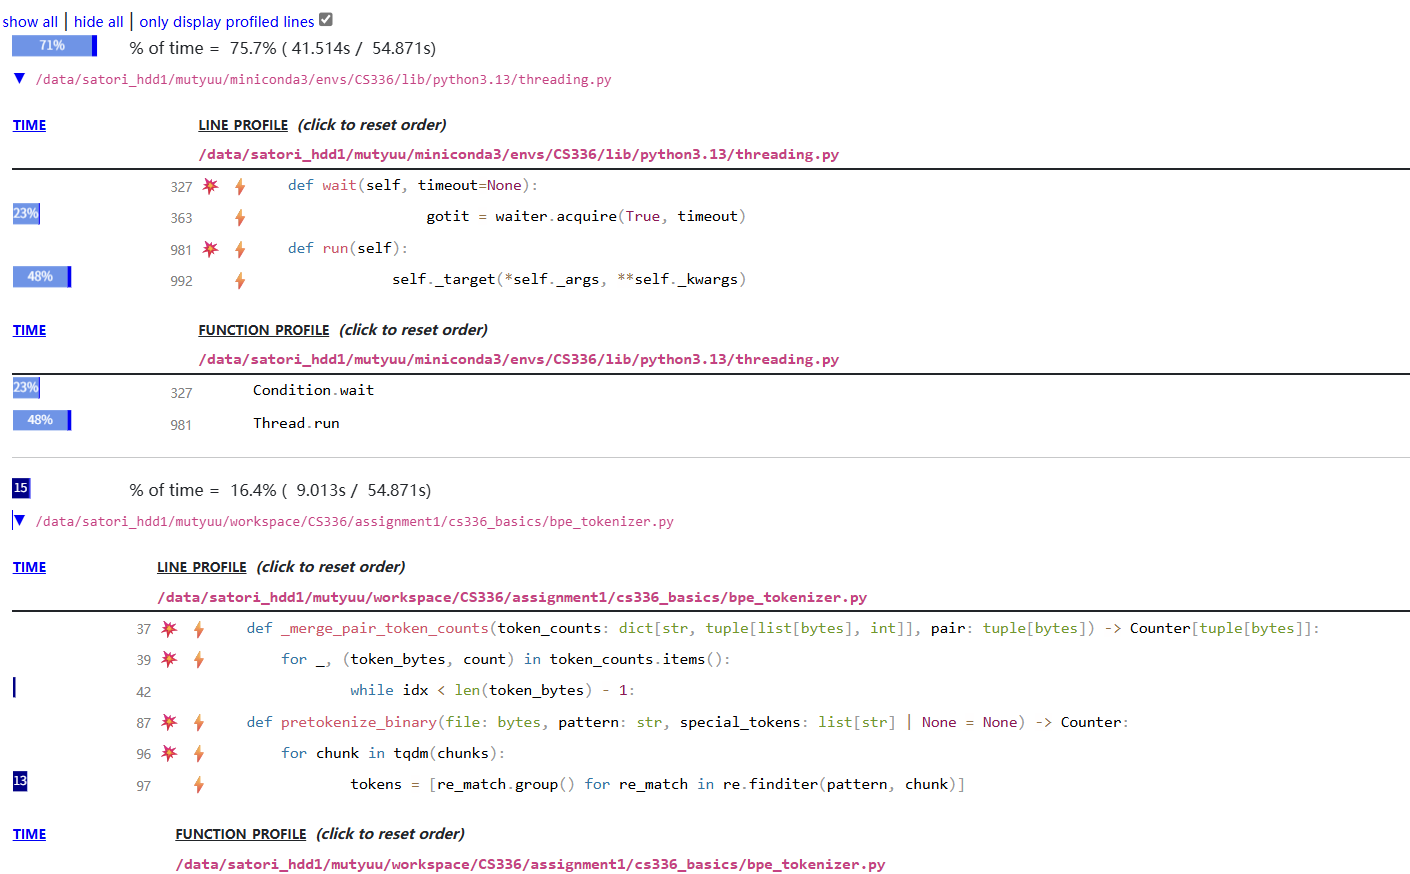 show all | hide all | only display profiled lines
71% % of time = 75.7% ( 41.514s / 54.871s)
▼ /data/satori_hdd1/mutyuu/miniconda3/envs/CS336/lib/python3.13/threading.py
TIME LINE PROFILE (click to reset order)
/data/satori_hdd1/mutyuu/miniconda3/envs/CS336/lib/python3.13/threading.py
327 def wait(self, timeout=None):
23% 363 gotit = waiter.acquire(True, timeout)
981 def run(self):
48% 992 self._target(*self._args, **self._kwargs)
TIME FUNCTION PROFILE (click to reset order)
/data/satori_hdd1/mutyuu/miniconda3/envs/CS336/lib/python3.13/threading.py
23% 327 Condition.wait
48% 981 Thread.run
15 % of time = 16.4% ( 9.013s / 54.871s)
▼ /data/satori_hdd1/mutyuu/workspace/CS336/assignment1/cs336_basics/bpe_tokenizer.py
TIME LINE PROFILE (click to reset order)
/data/satori_hdd1/mutyuu/workspace/CS336/assignment1/cs336_basics/bpe_tokenizer.py
37 def _merge_pair_token_counts(token_counts: dict[str, tuple[list[bytes], int]], pair: tuple[bytes]) -> Counter[tuple[bytes]]:
39 for _, (token_bytes, count) in token_counts.items():
42 while idx < len(token_bytes) - 1:
87 def pretokenize_binary(file: bytes, pattern: str, special_tokens: list[str] | None = None) -> Counter:
96 for chunk in tqdm(chunks):
13 97 tokens = [re_match.group() for re_match in re.finditer(pattern, chunk)]
TIME FUNCTION PROFILE (click to reset order)
/data/satori_hdd1/mutyuu/workspace/CS336/assignment1/cs336_basics/bpe_tokenizer.py